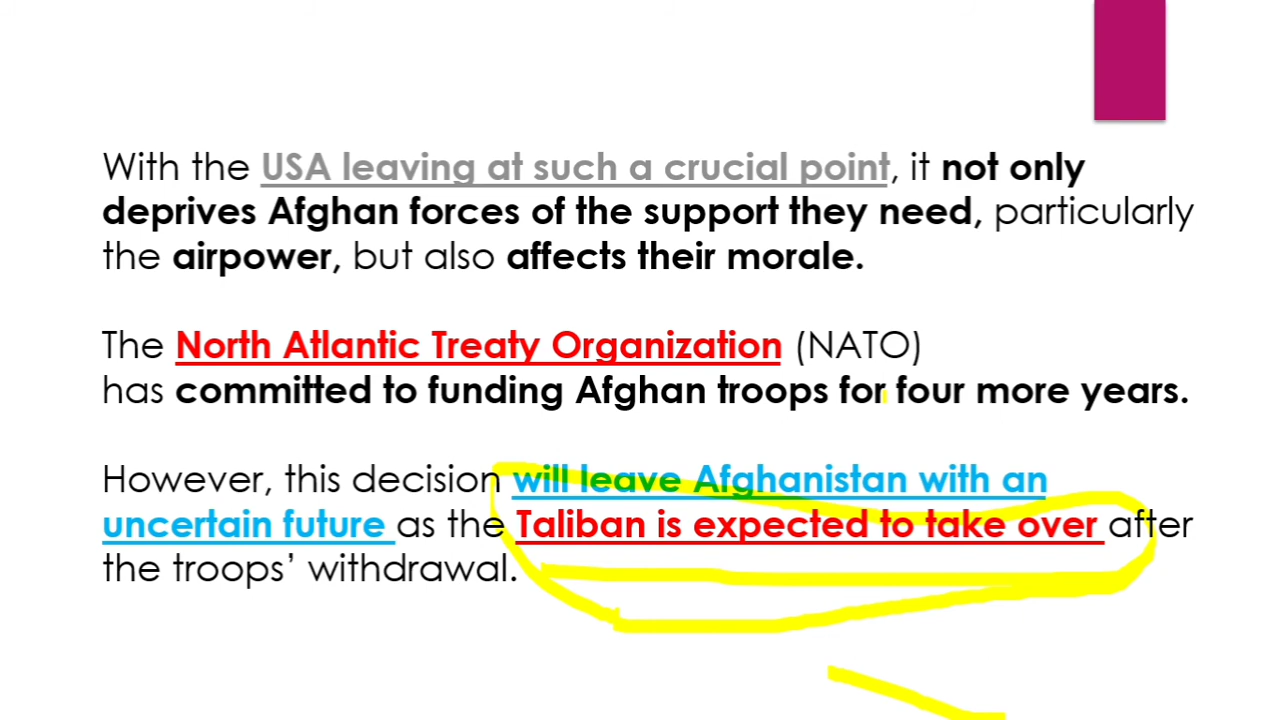 With the USA leaving at such a crucial point, it not only
deprives Afghan forces of the support they need, particularly
the airpower, but also affects their morale.
The North Atlantic Treaty Organization (NATO)
has committed to funding Afghan troops for four more years.
However, this decision will leave Afghanistan with an
uncertain future as the Taliban is expected to take over after
the troops’ withdrawal.